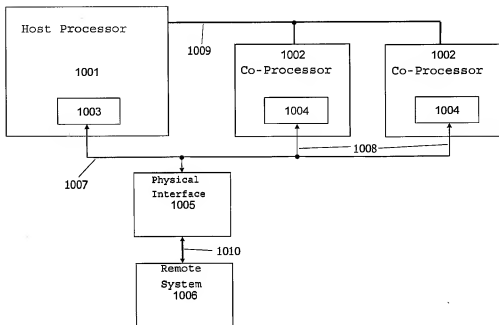 Host Processor
1001
1003
1009
1002
Co-Processor
1004
1002
Co-Processor
1004
1008
1007
Physical
Interface
1005
1010
Remote
System
1006